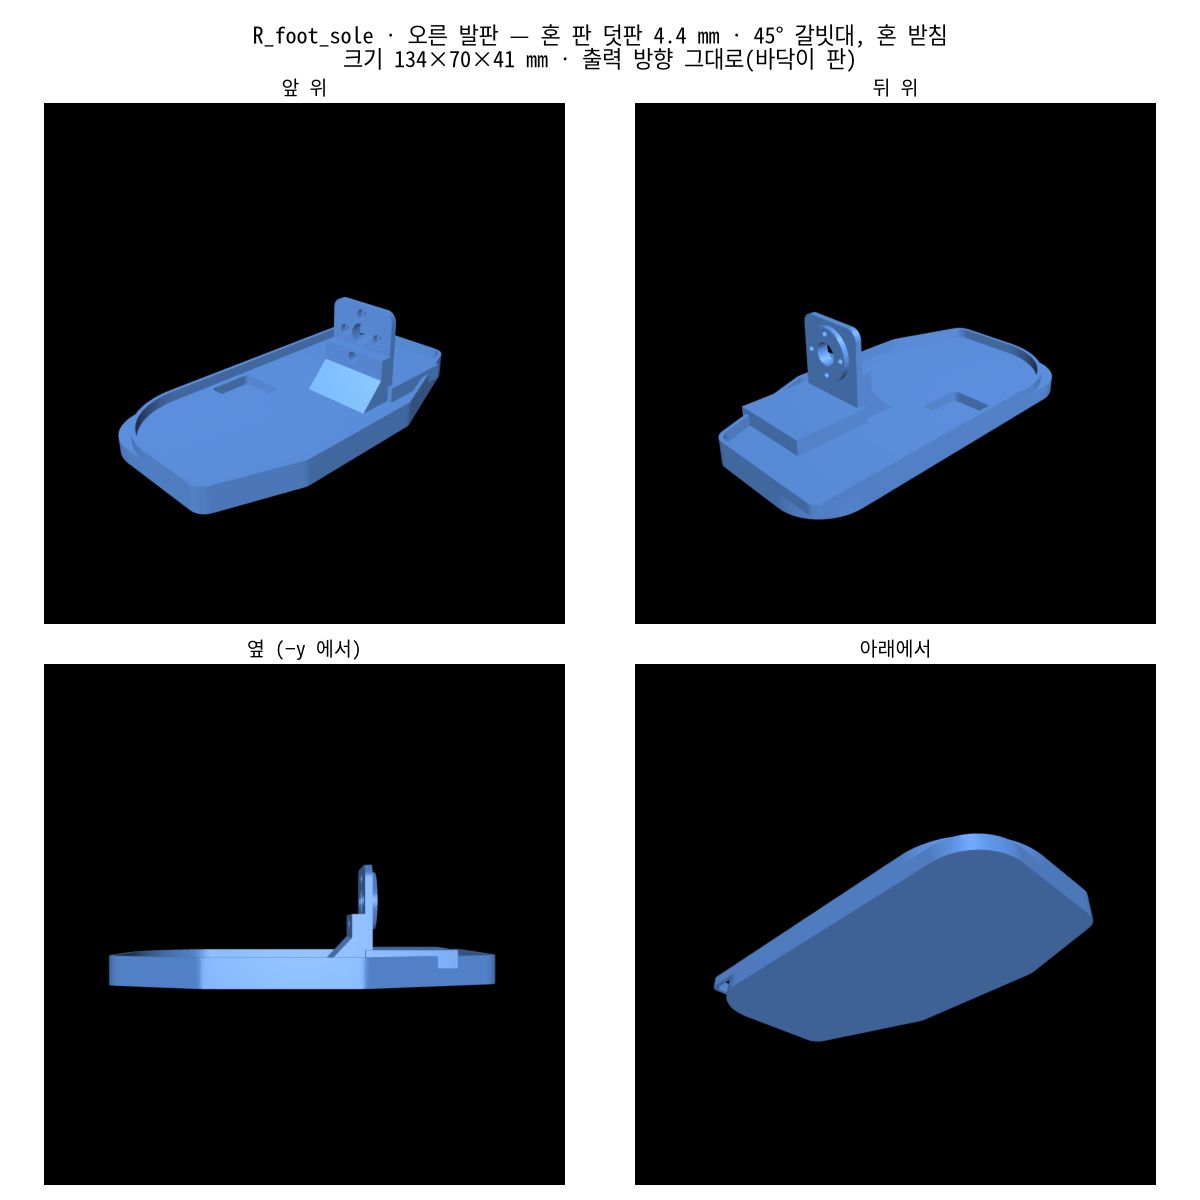 R_foot_sole · 오른 발판 — 혼 판 덧판 4.4 mm · 45° 갈빗대, 혼 받침
크기 134×70×41 mm · 출력 방향 그대로(바닥이 판)
앞 위
뒤 위
옆 (-y 에서)
아래에서